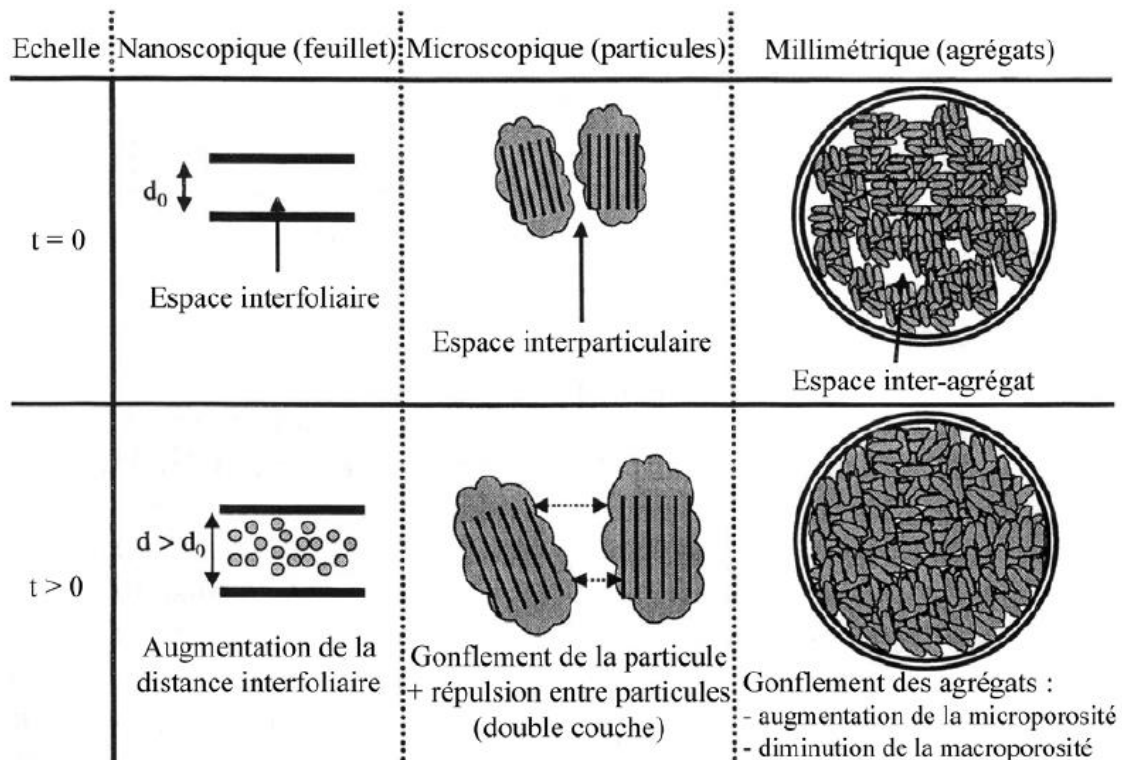 Echelle
Nanoscopique (feuillet)
Microscopique (particules)
Millimétrique (agrégats)
t = 0
d₀
Espace interfoliaire
Espace interparticulaire
Espace inter-agrégat
t > 0
d > d₀
Augmentation de la
distance interfoliaire
Gonflement de la particule
+ répulsion entre particules
(double couche)
Gonflement des agrégats :
- augmentation de la microporosité
- diminution de la macroporosité